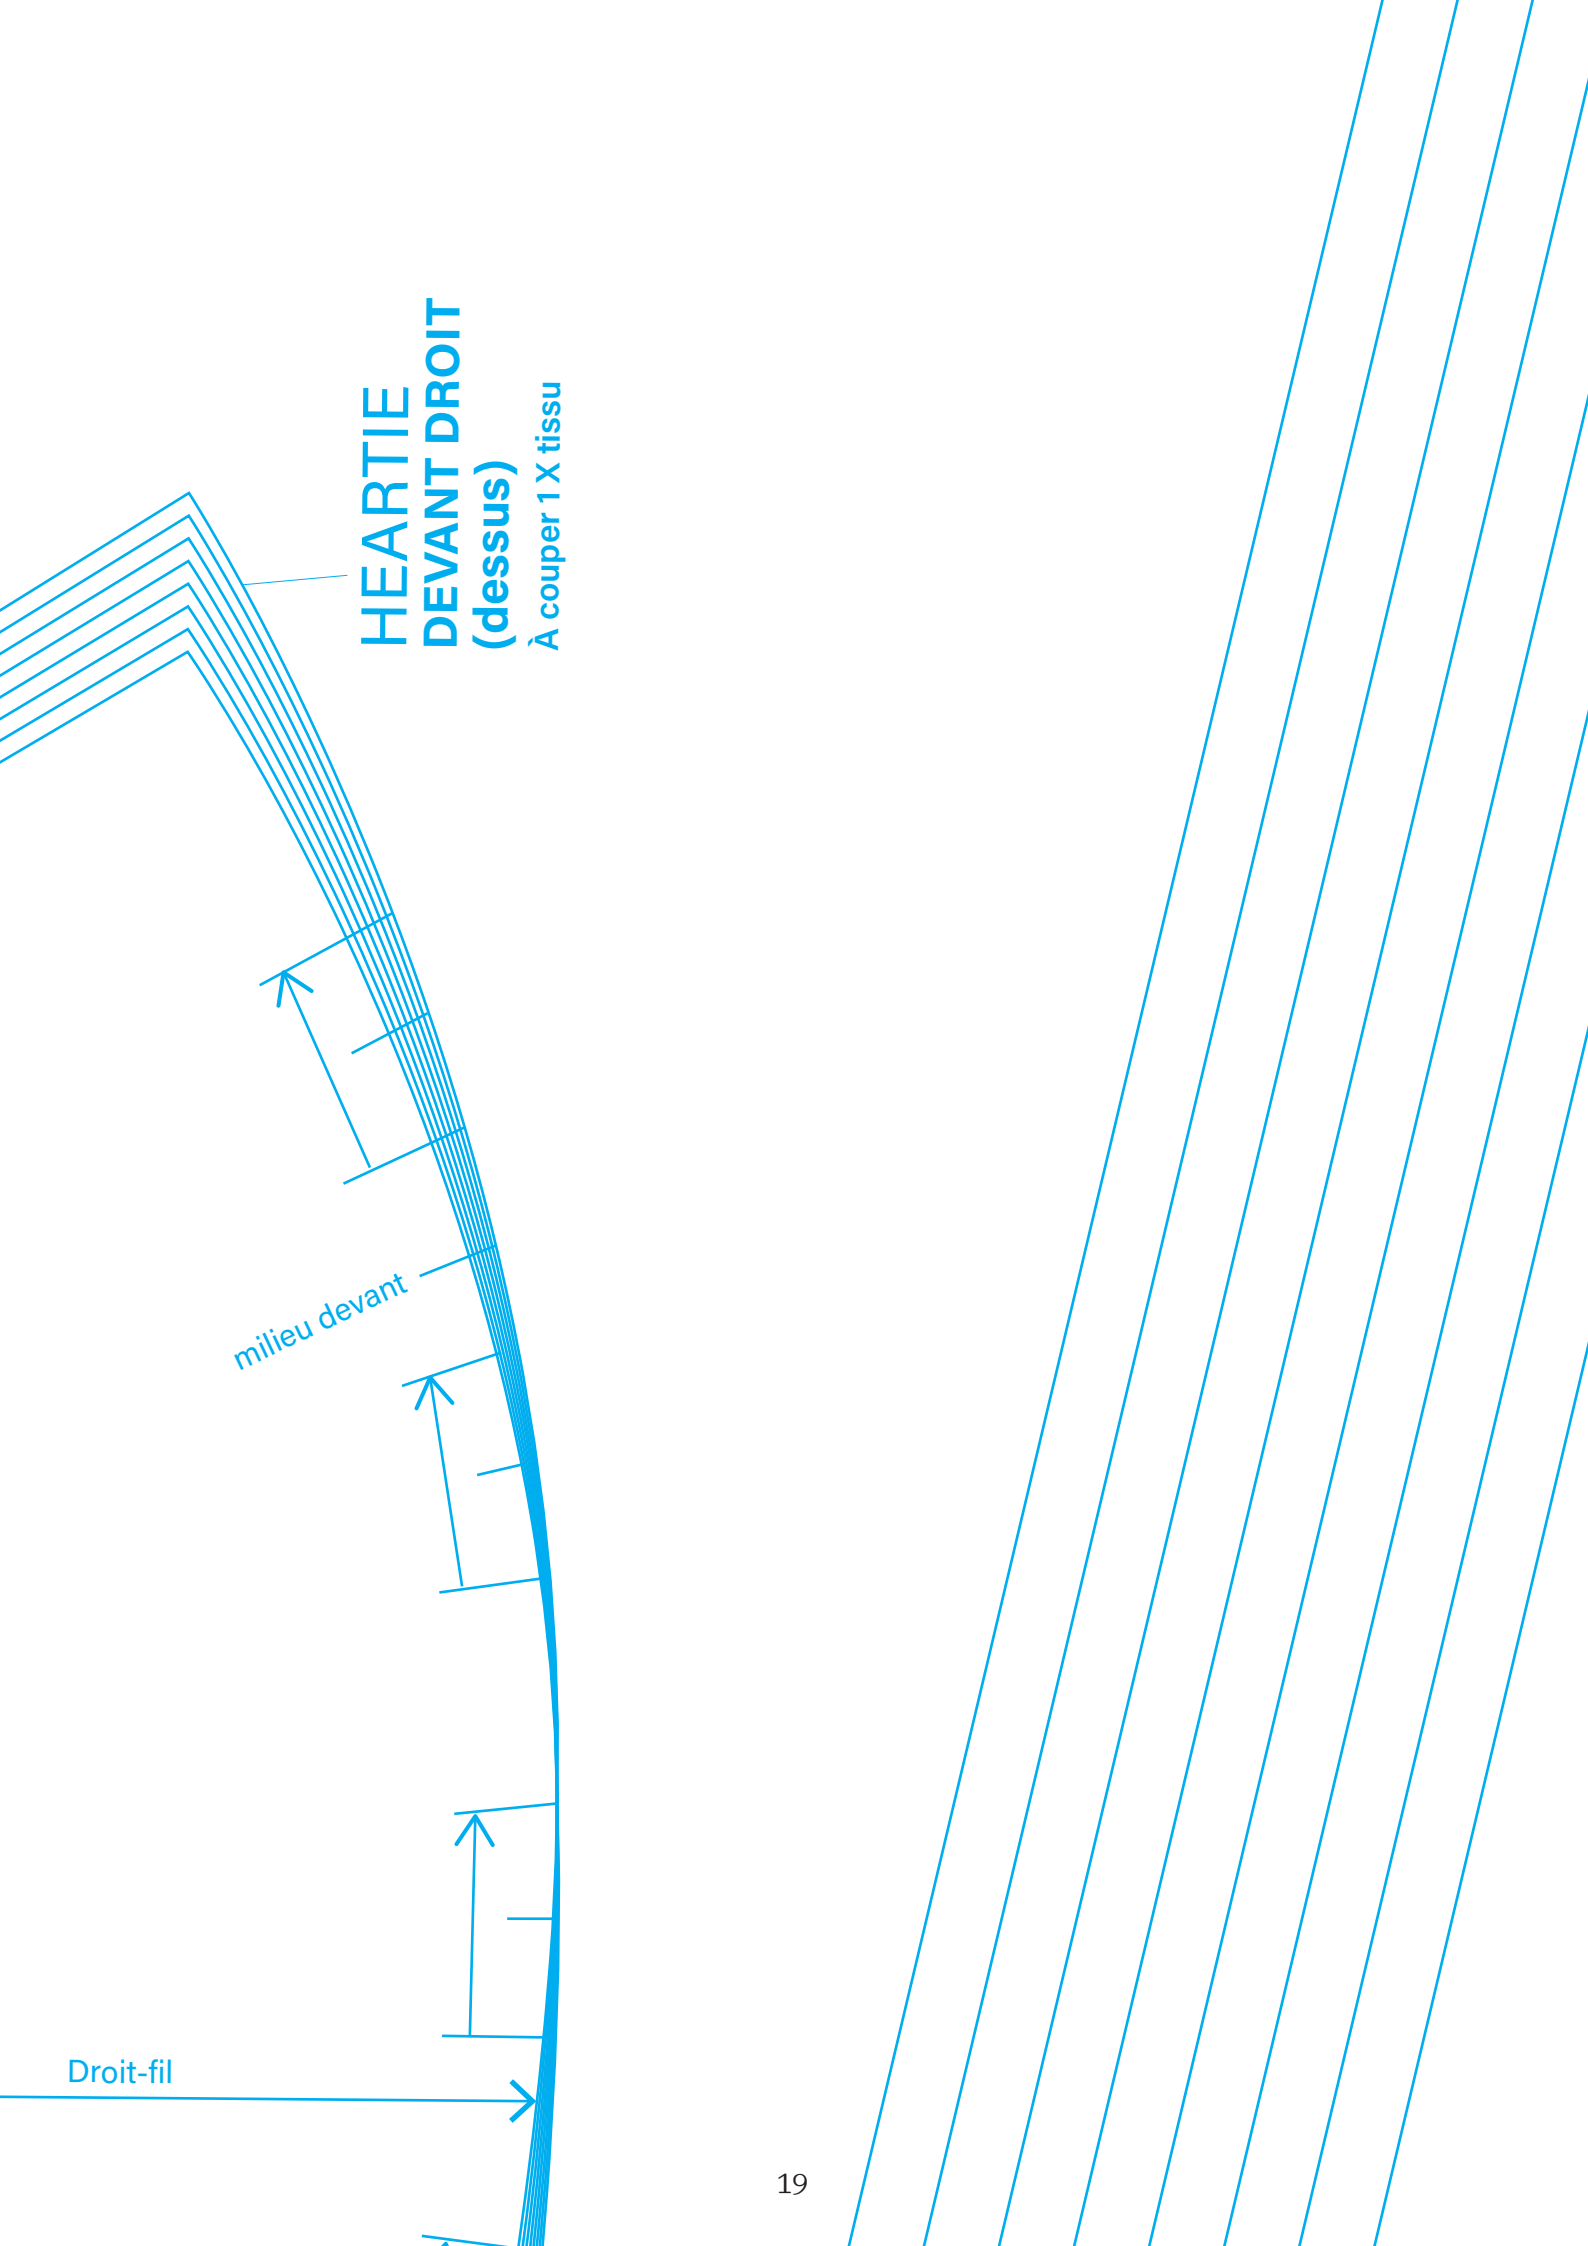 HEARTIE
DEVANT DROIT
(dessus)
À couper 1 X tissu
milieu devant
Droit-fil
19